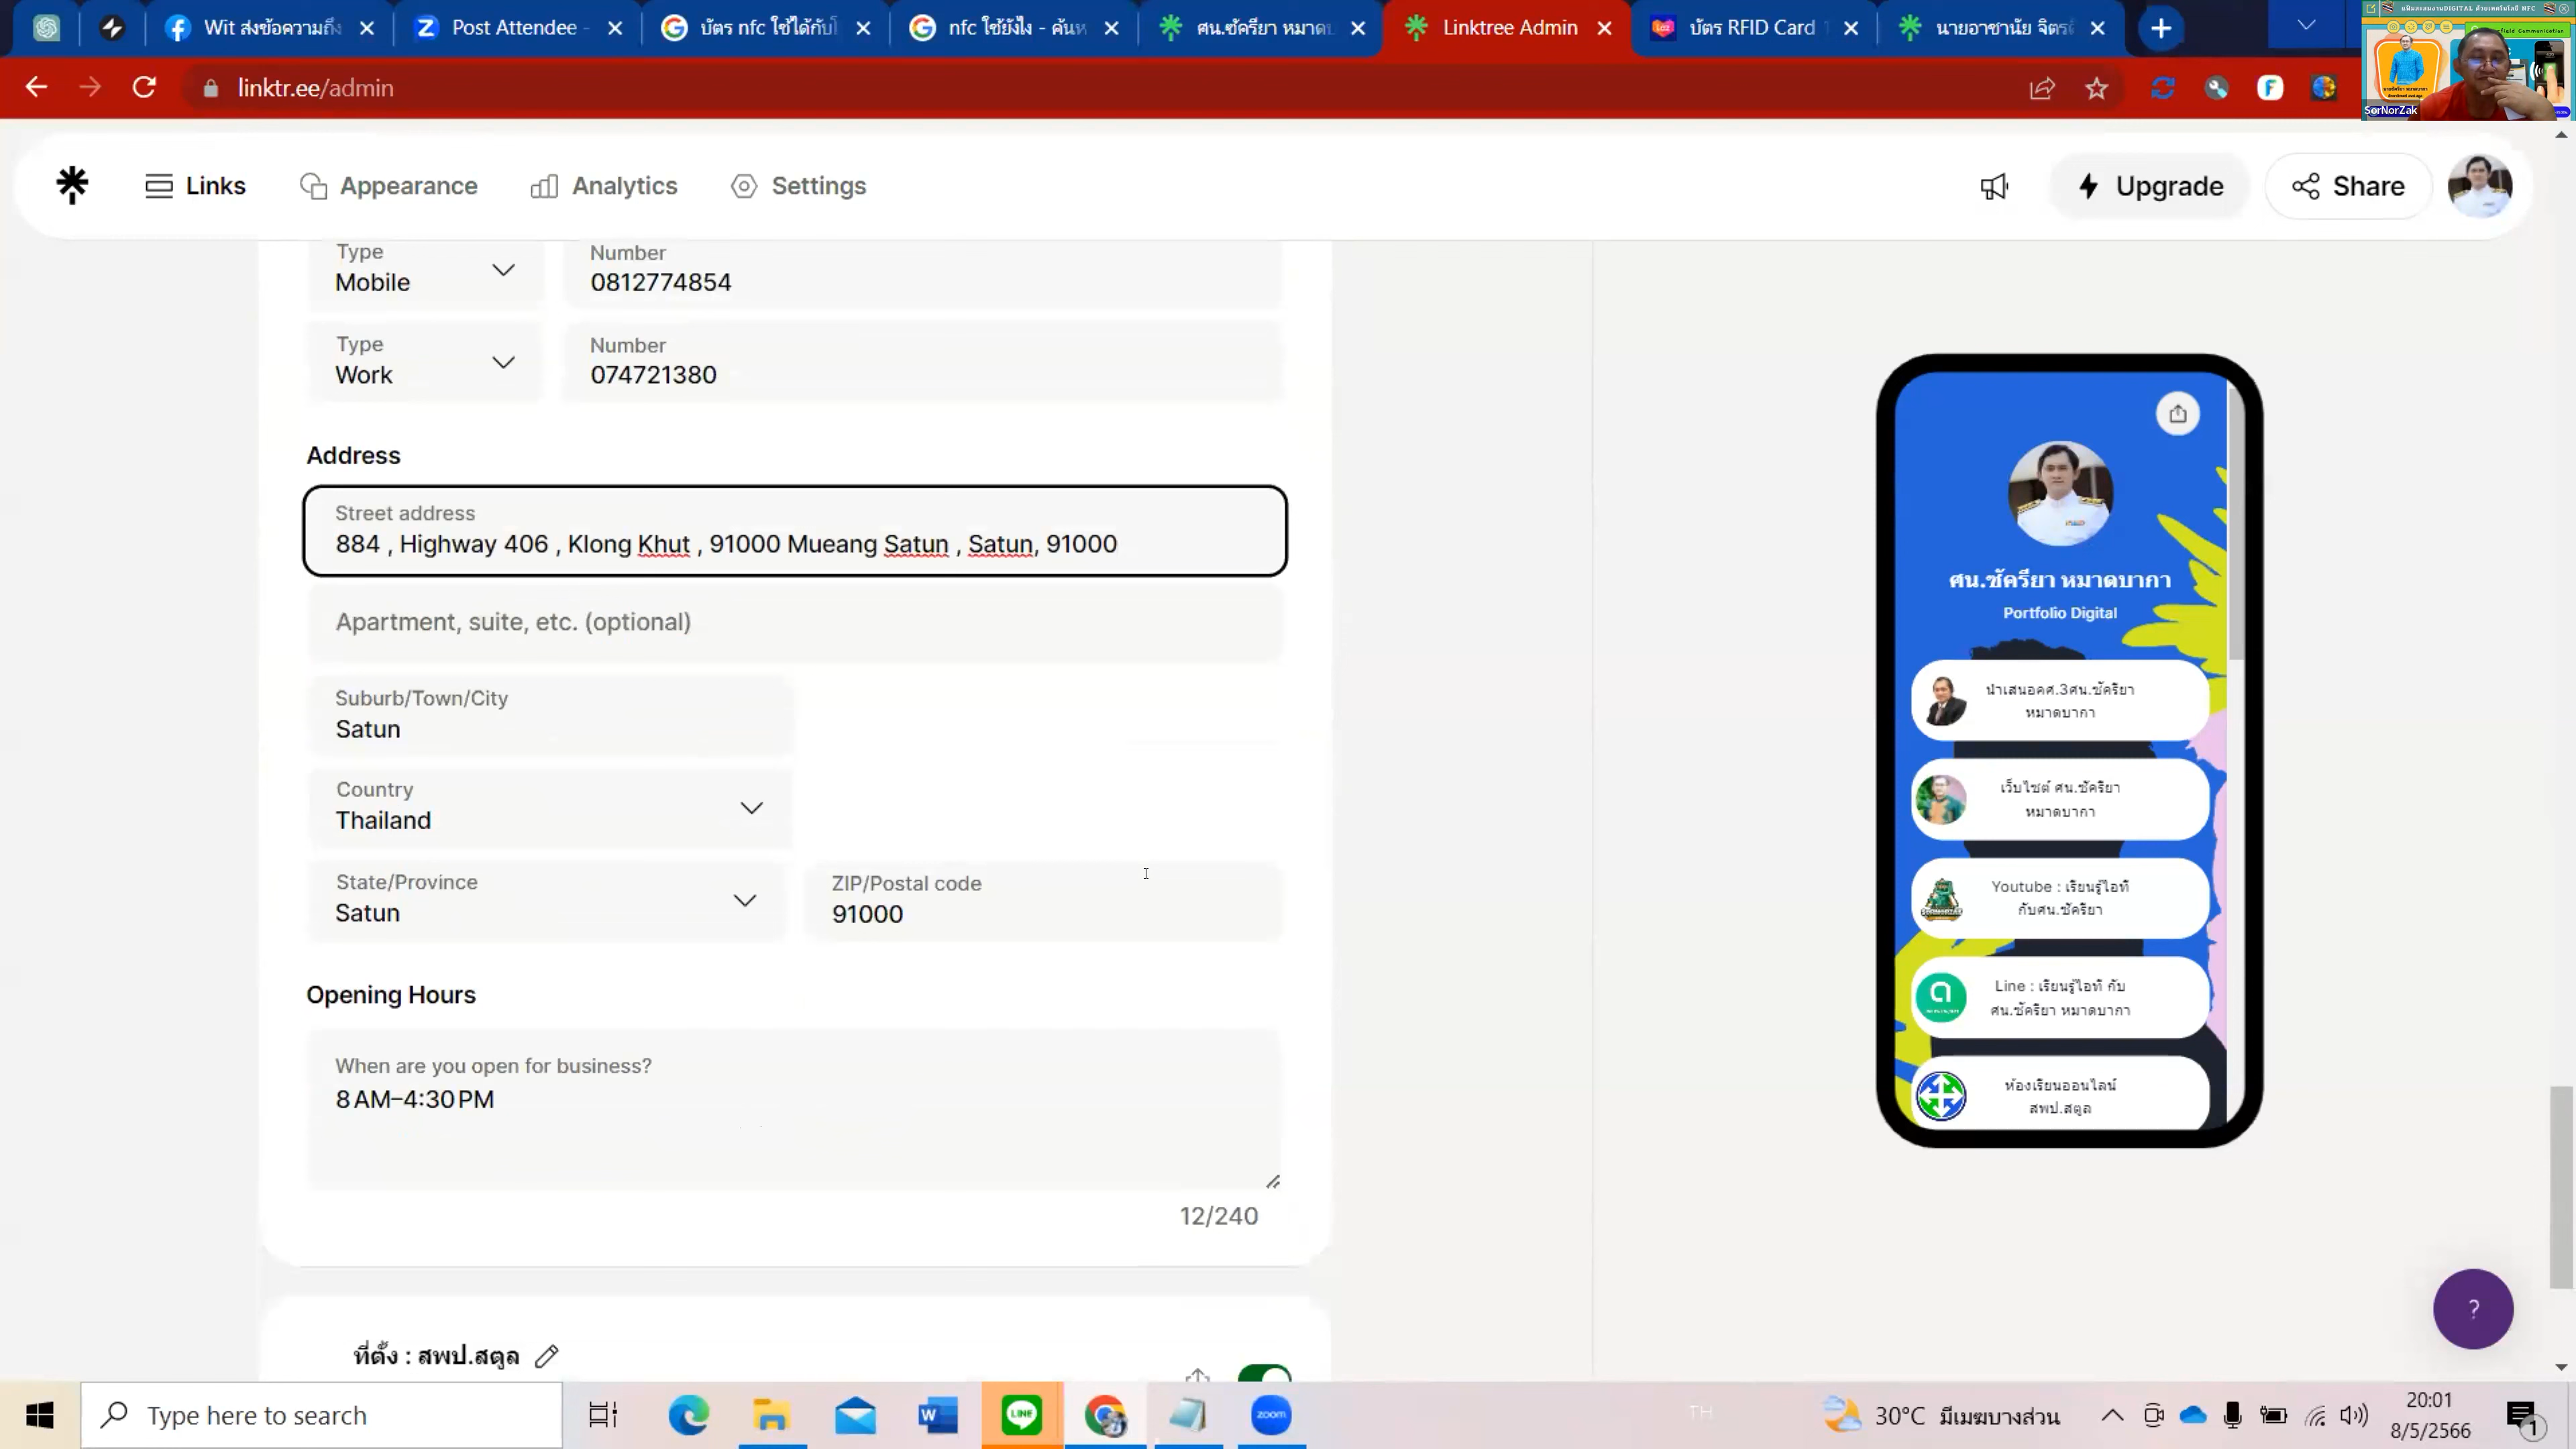 Wit ส่งข้อความถึง
Post Attendee -
บัตร nfc ใช้ได้กับโ
nfc ใช้ยังไง - ค้นห
ศน.ซัครียา หมาดบ
Linktree Admin
บัตร RFID Card
นายอาซานัย จิตร
linktr.ee/admin
SorNorZak
Links
Appearance
Analytics
Settings
Upgrade
Share
Type
Mobile
Number
0812774854
Type
Work
Number
074721380
Address
Street address
884 , Highway 406 , Klong Khut , 91000 Mueang Satun , Satun, 91000
Apartment, suite, etc. (optional)
Suburb/Town/City
Satun
Country
Thailand
State/Province
Satun
ZIP/Postal code
91000
Opening Hours
When are you open for business?
8 AM–4:30 PM
12/240
ที่ตั้ง : สพป.สตูล
ศน.ซัครียา หมาดบากา
Portfolio Digital
นำเสนอคศ.3ศน.ซัครียา
หมาดบากา
เว็บไซต์ ศน.ซัครียา
หมาดบากา
Youtube : เรียนรู้ไอที
กับศน.ซัครียา
Line : เรียนรู้ไอที กับ
ศน.ซัครียา หมาดบากา
ห้องเรียนออนไลน์
สพป.สตูล
?
Type here to search
LINE
zoom
TH
30°C มีเมฆบางส่วน
20:01
8/5/2566
1